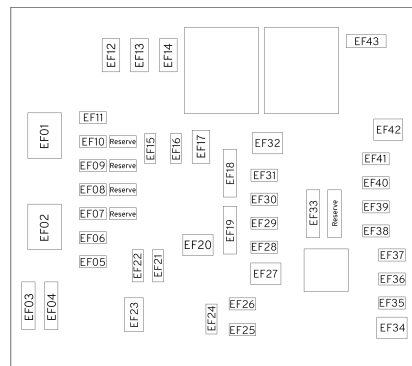 EF12 EF13 EF14 EF43
EF01 EF11 EF42
EF10 Reserve EF15 EF16 EF17 EF32
EF09 Reserve EF18 EF41
EF08 Reserve EF31 EF40
EF02 EF07 Reserve EF19 EF30 EF33 Reserve EF39
EF06 EF20 EF29 EF38
EF05 EF22 EF21 EF28 EF37
EF03 EF04 EF27 EF36
EF23 EF24 EF26 EF35
EF25 EF34